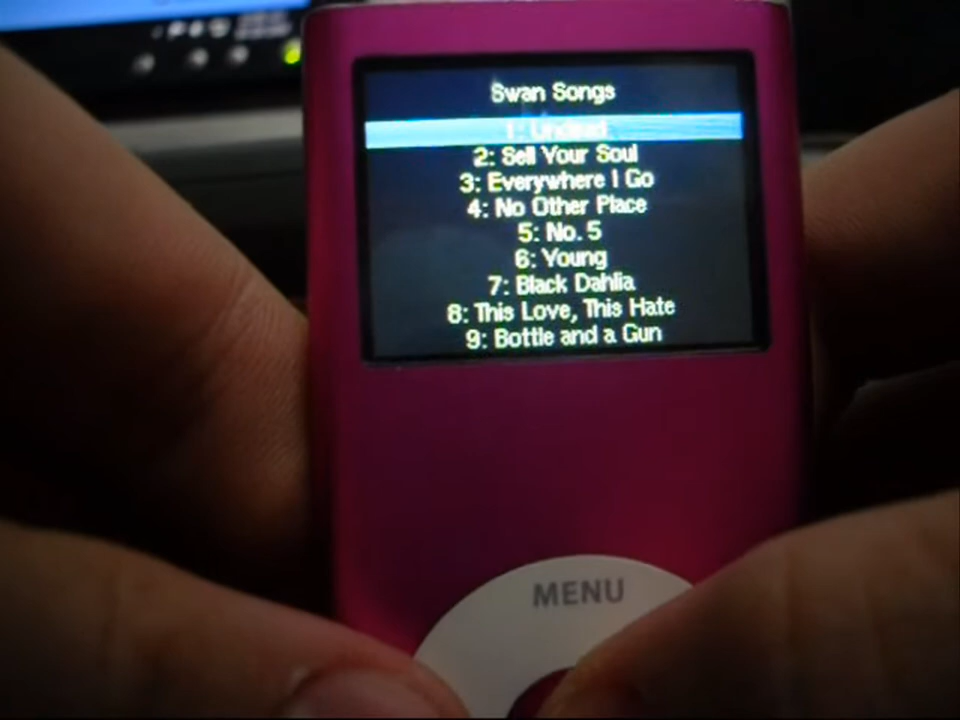 Swan Songs
1: Undead
2: Sell Your Soul
3: Everywhere I Go
4: No Other Place
5: No. 5
6: Young
7: Black Dahlia
8: This Love, This Hate
9: Bottle and a Gun
MENU